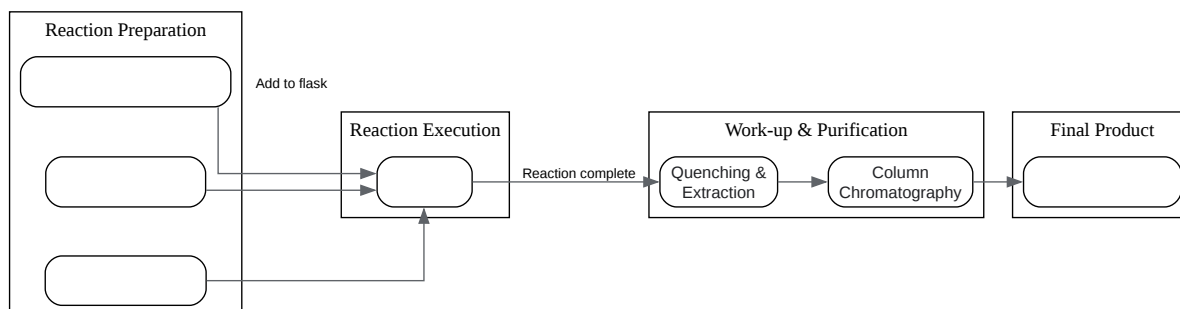 Reaction Preparation
Add to flask
Reaction Execution
Reaction complete
Work-up & Purification
Quenching &
Extraction
Column
Chromatography
Final Product